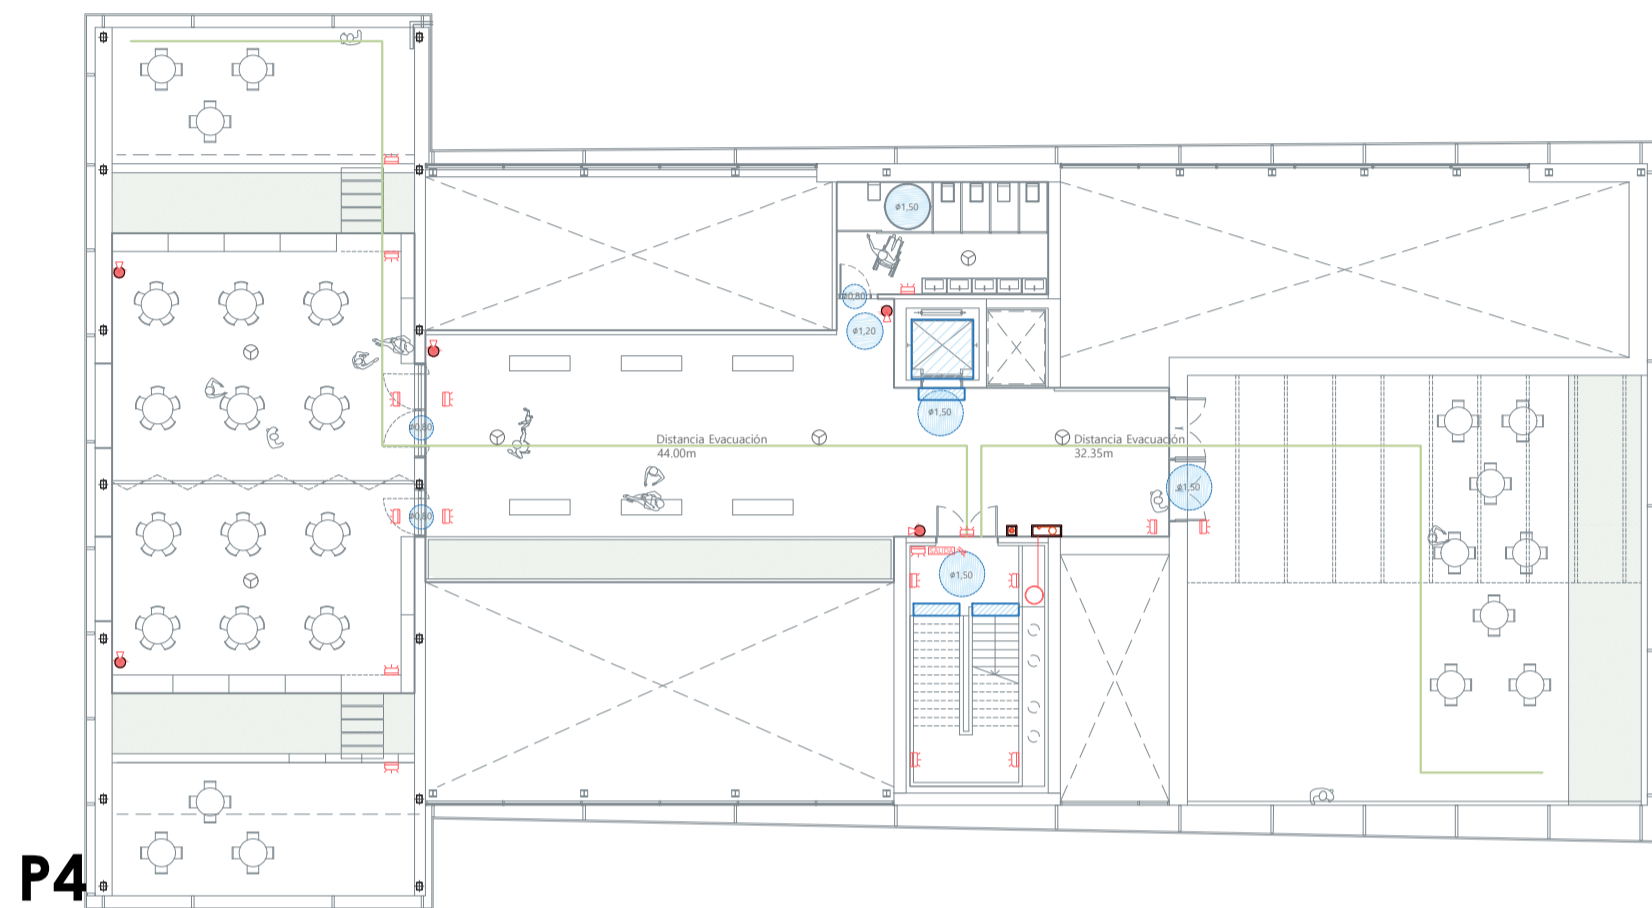 ø1,50
ø0,80
ø1,20
ø1,50
ø0,80
Distancia Evacuación
44.00m
Distancia Evacuación
32.35m
ø1,50
ø0,80
SALIDA
ø1,50
P4